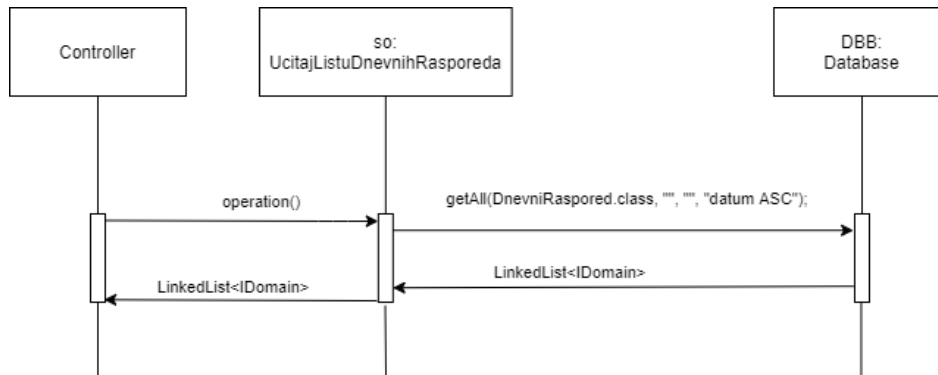 Controller
so:
UcitajListuDnevnihRasporeda
DBB:
Database
operation()
getAll(DnevniRaspored.class, "", "", "datum ASC");
LinkedList<IDomain>
LinkedList<IDomain>